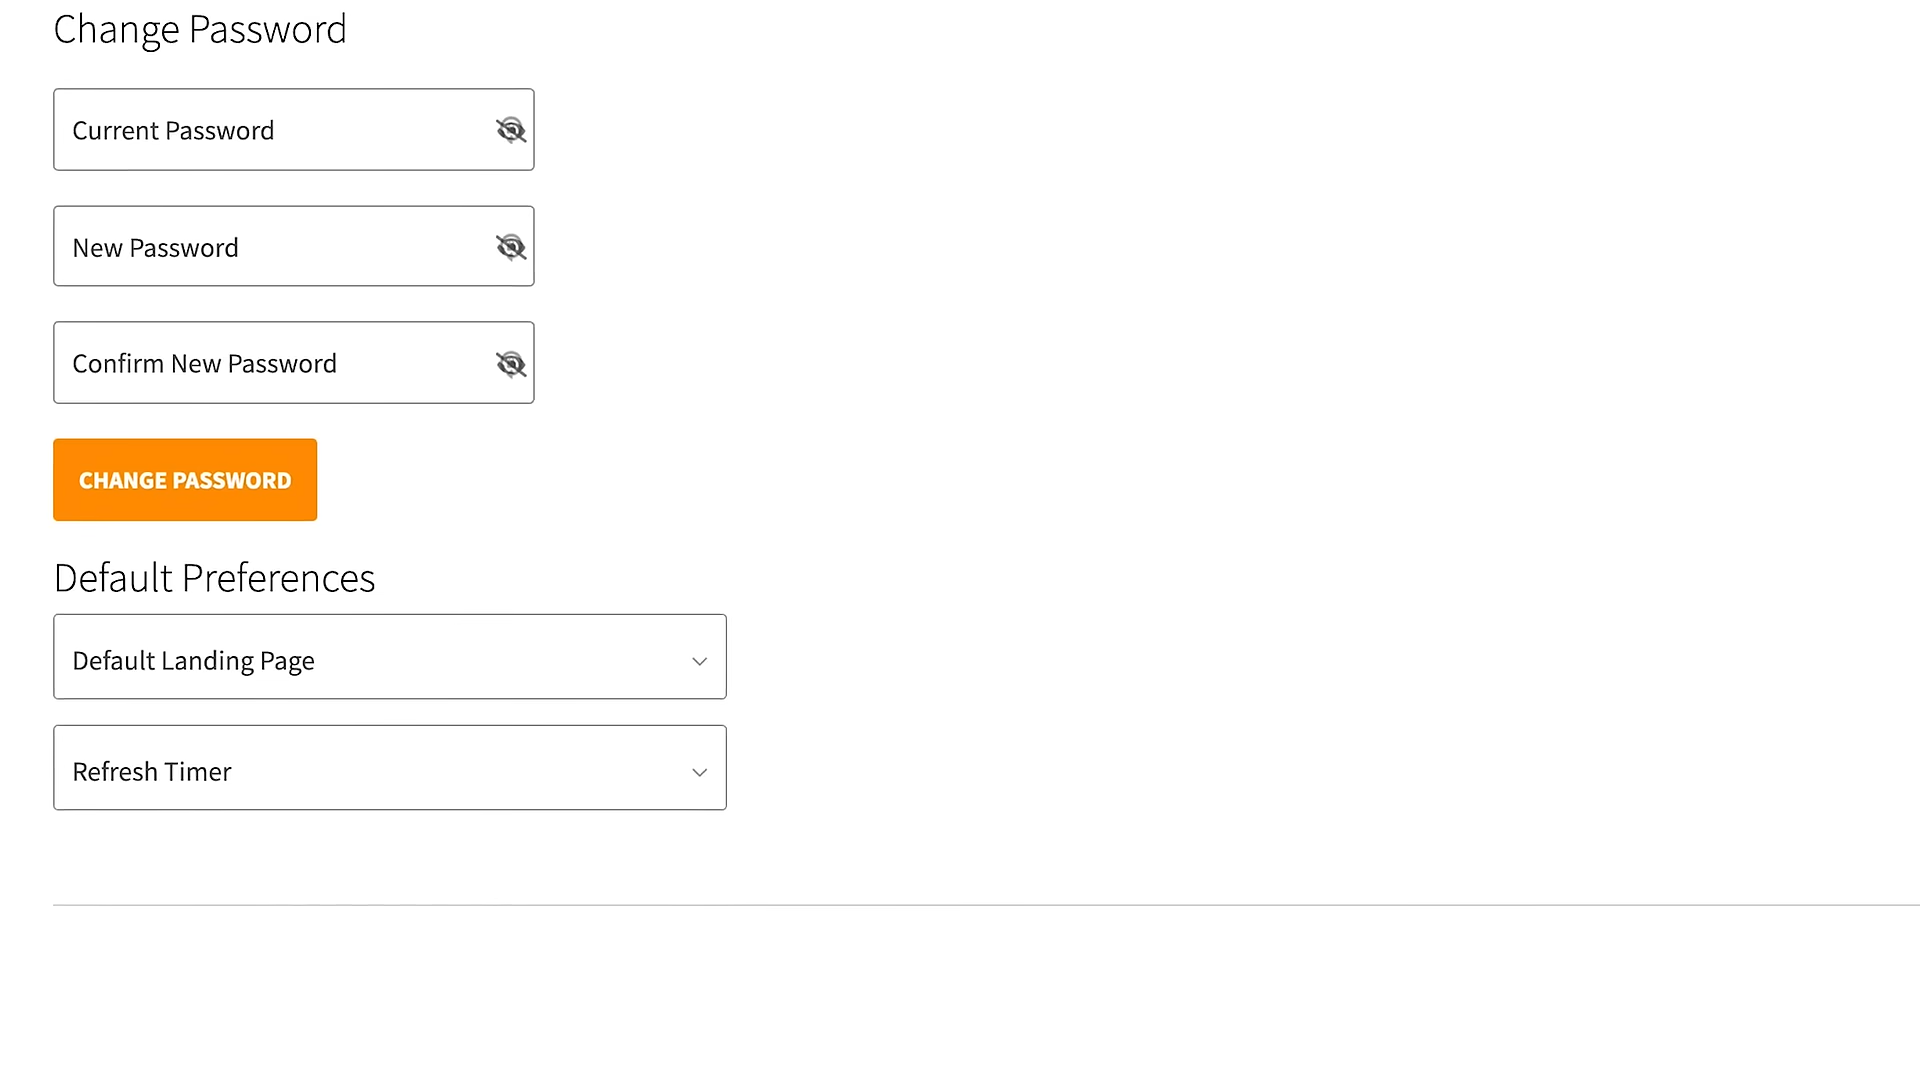 Change Password
Current Password
New Password
Confirm New Password
CHANGE PASSWORD
Default Preferences
Default Landing Page
Refresh Timer